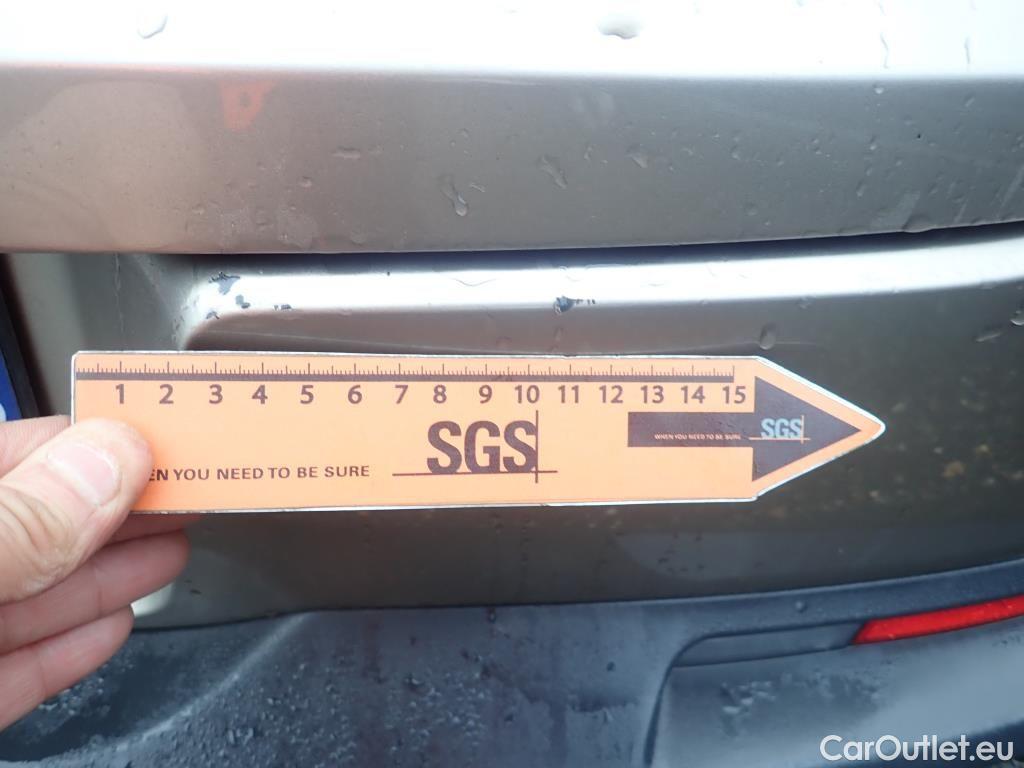 1 2 3 4 5 6 7 8 9 10 11 12 13 14 15
WHEN YOU NEED TO BE SURE SGS
SGS
EN YOU NEED TO BE SURE
CarOutlet.eu